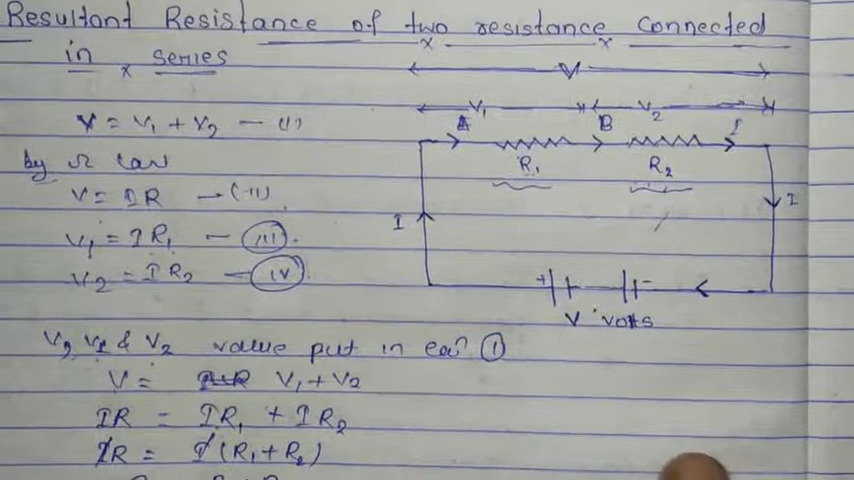 Resultant Resistance of two resistance connected
in series
V
V₁ V₂
V = V₁ + V₂ — (I)
A B I
by Ω Law
R₁ R₂
V = IR → (II)
I
V₁ = IR₁ — (III)
I
V₂ = IR₂ — (IV)
+ −
V volts
V, V₁ & V₂ value put in eqn (1)
V = V₁ + V₂
IR = IR₁ + IR₂
IR = I(R₁ + R₂)